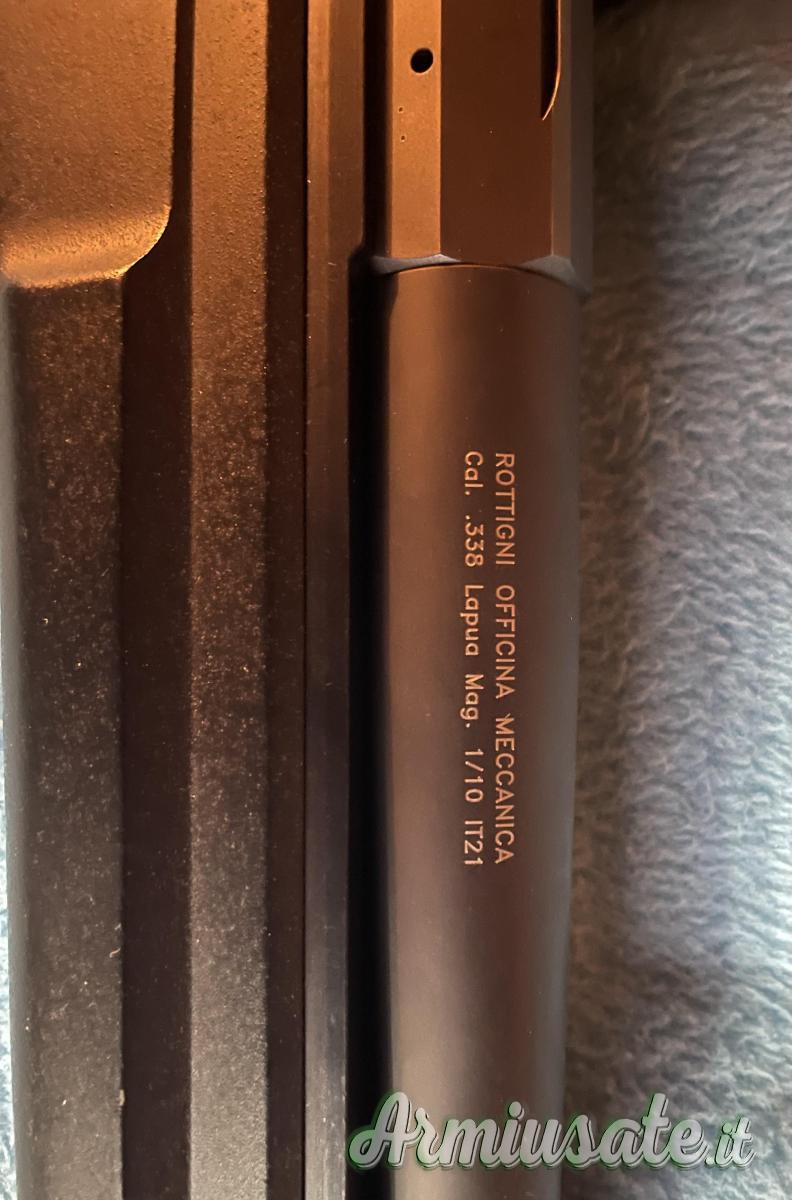 ROTTIGNI OFFICINA MECCANICA
Cal. .338 Lapua Mag. 1/10 IT21
Armiusate.it